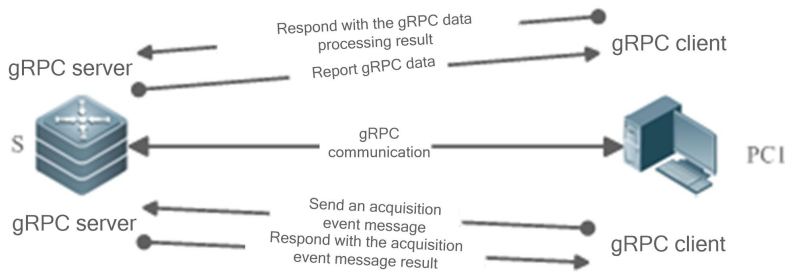 Respond with the gRPC data
processing result
gRPC client
gRPC server
Report gRPC data
S
gRPC
communication
PC1
Send an acquisition
event message
gRPC server
Respond with the acquisition
event message result
gRPC client